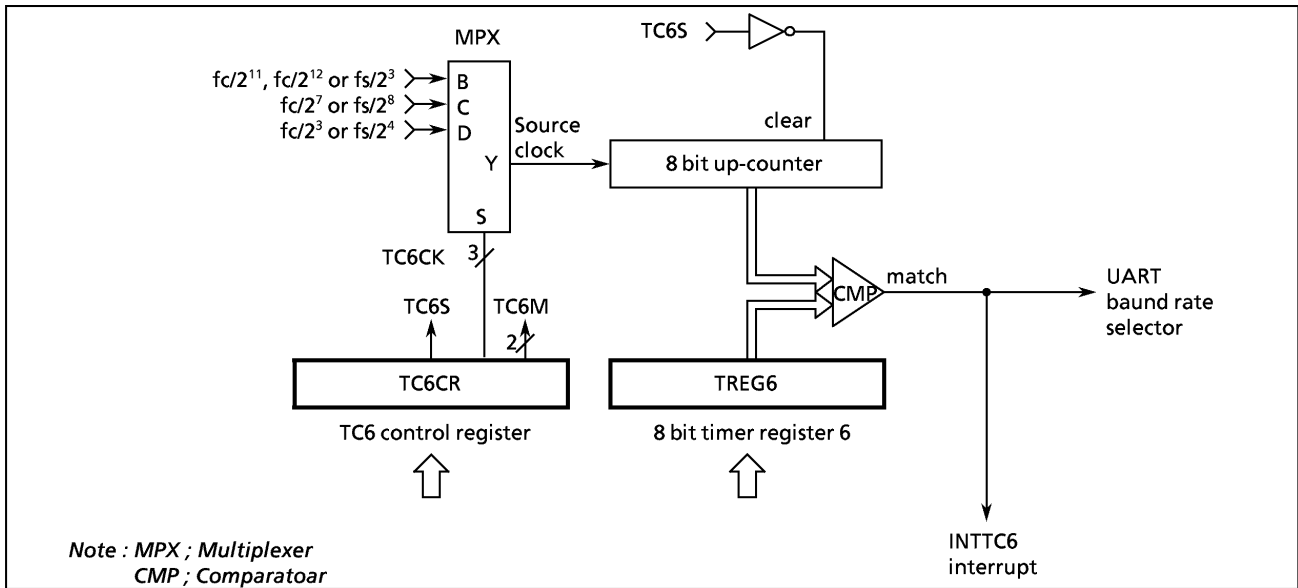 TC6S
MPX
fc/2¹¹, fc/2¹² or fs/2³
B
fc/2⁷ or fs/2⁸
C
fc/2³ or fs/2⁴
D
Source
clock
Y
clear
8 bit up-counter
S
TC6CK
3
TC6S
TC6M
2
CMP
match
UART
baund rate
selector
TC6CR
TREG6
TC6 control register
8 bit timer register 6
INTTC6
interrupt
Note : MPX ; Multiplexer
CMP ; Comparatoar